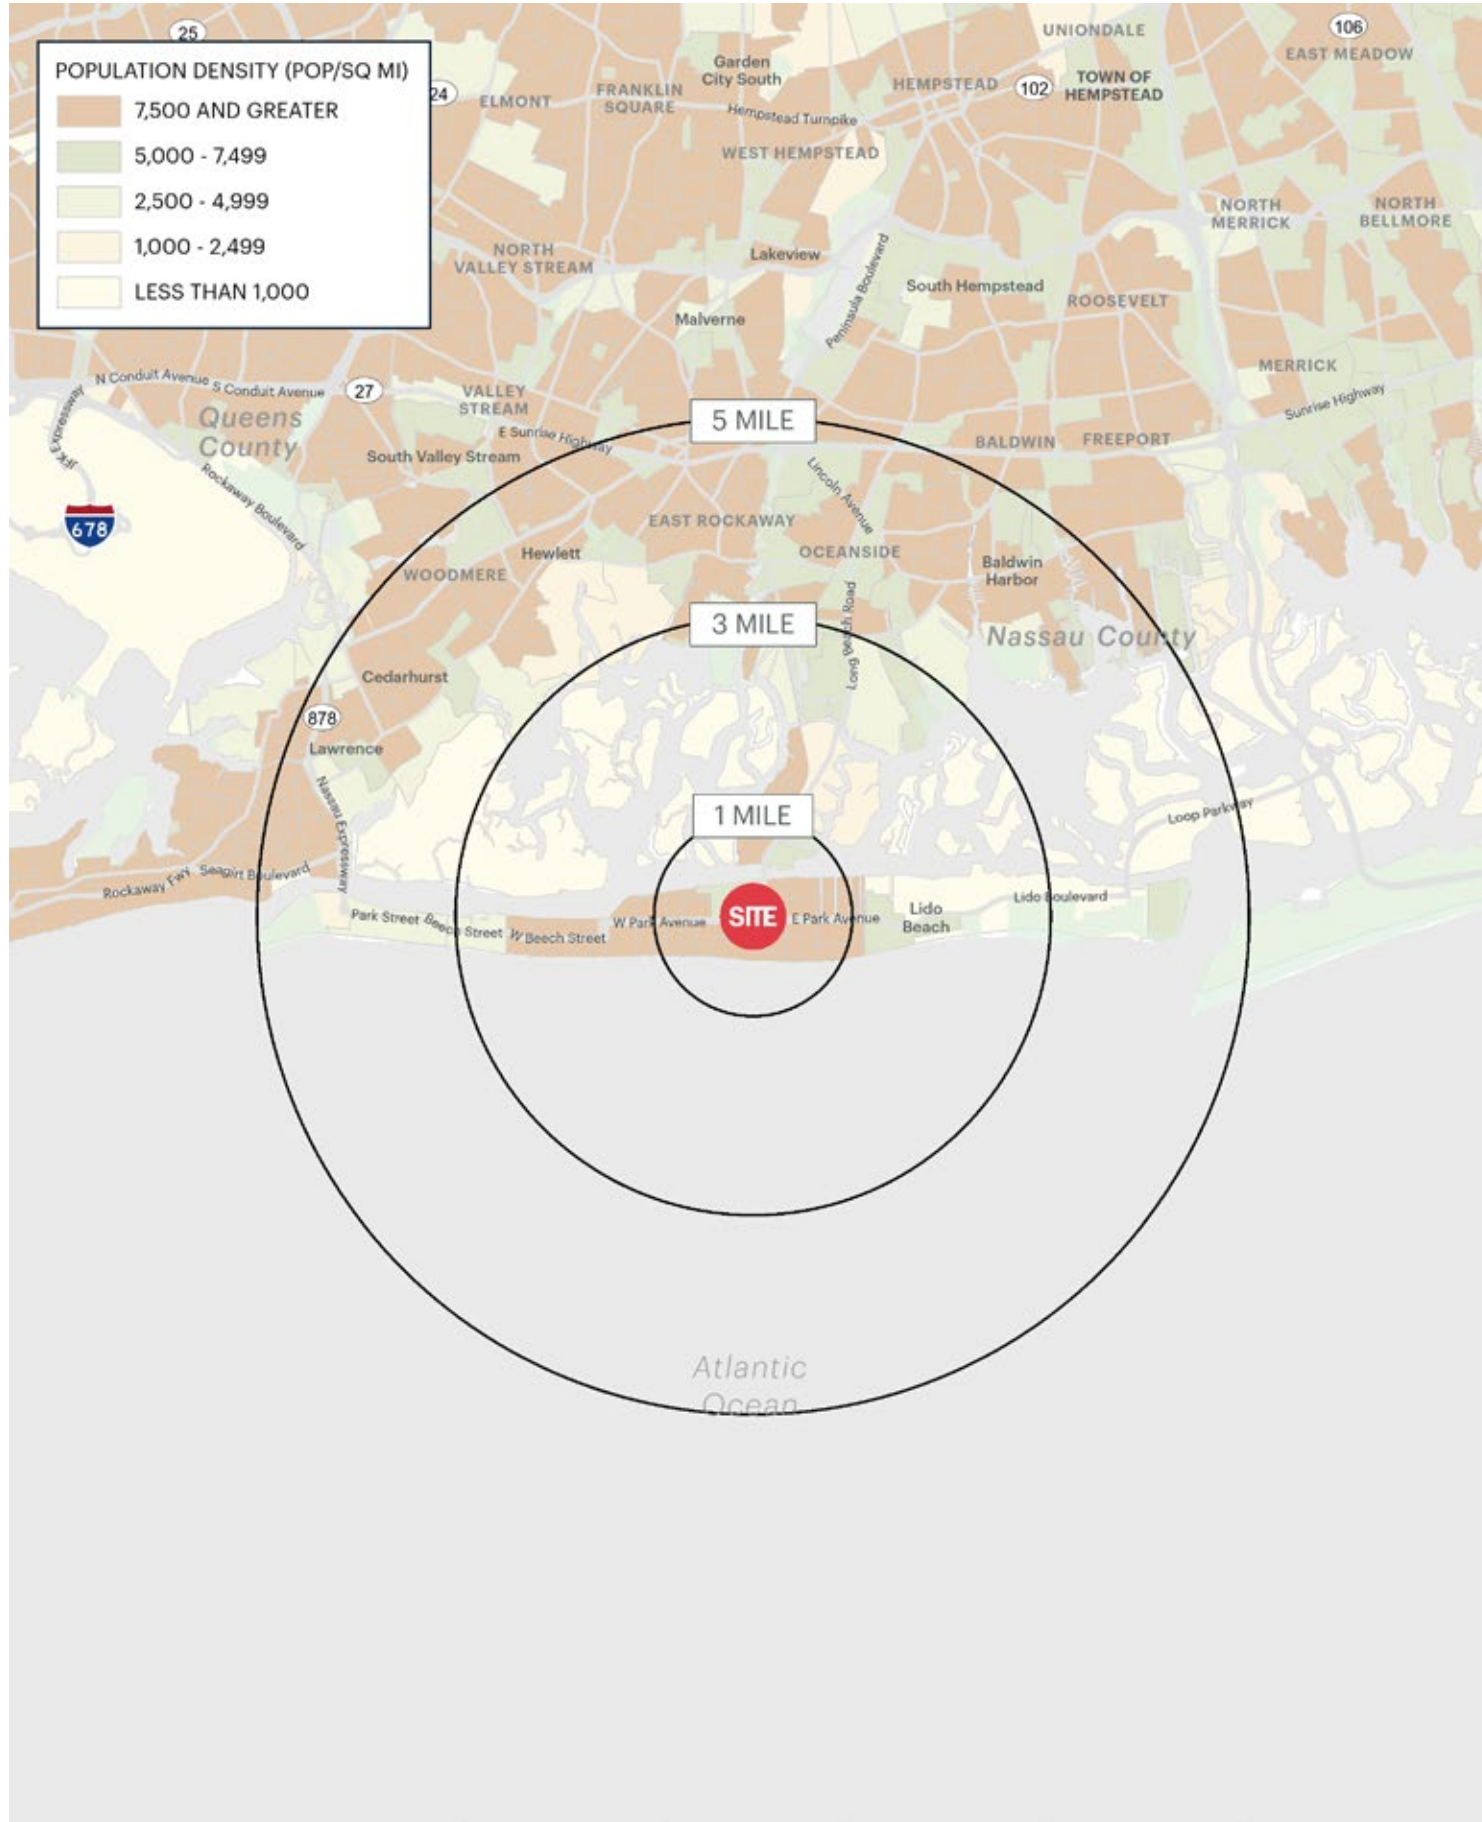 25
POPULATION DENSITY (POP/SQ MI)
7,500 AND GREATER
5,000 - 7,499
2,500 - 4,999
1,000 - 2,499
LESS THAN 1,000
24
ELMONT
FRANKLIN
SQUARE
Garden
City South
Hempstead Turnpike
WEST HEMPSTEAD
HEMPSTEAD
102
TOWN OF
HEMPSTEAD
UNIONDALE
106
EAST MEADOW
NORTH
MERRICK
NORTH
BELLMORE
NORTH
VALLEY STREAM
Lakeview
Peninsula Boulevard
South Hempstead
ROOSEVELT
Malverne
MERRICK
Sunrise Highway
N Conduit Avenue
S Conduit Avenue
27
JFK Expressway
Queens
County
VALLEY
STREAM
E Sunrise Highway
South Valley Stream
5 MILE
BALDWIN
FREEPORT
Rockaway Boulevard
678
Lincoln Avenue
EAST ROCKAWAY
OCEANSIDE
Hewlett
WOODMERE
Baldwin
Harbor
3 MILE
Long Beach Road
Nassau County
Cedarhurst
878
Lawrence
Nassau Expressway
1 MILE
Loop Parkway
Rockaway Fwy
Seagirt Boulevard
Park Street
Beech Street
W Beech Street
W Park Avenue
SITE
E Park Avenue
Lido
Beach
Lido Boulevard
Atlantic
Ocean